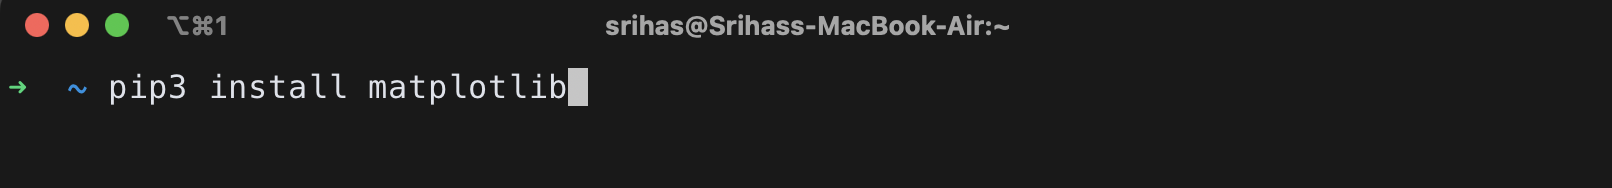 ⌥⌘1 srihas@Srihass-MacBook-Air:~
➜ ~ pip3 install matplotlib